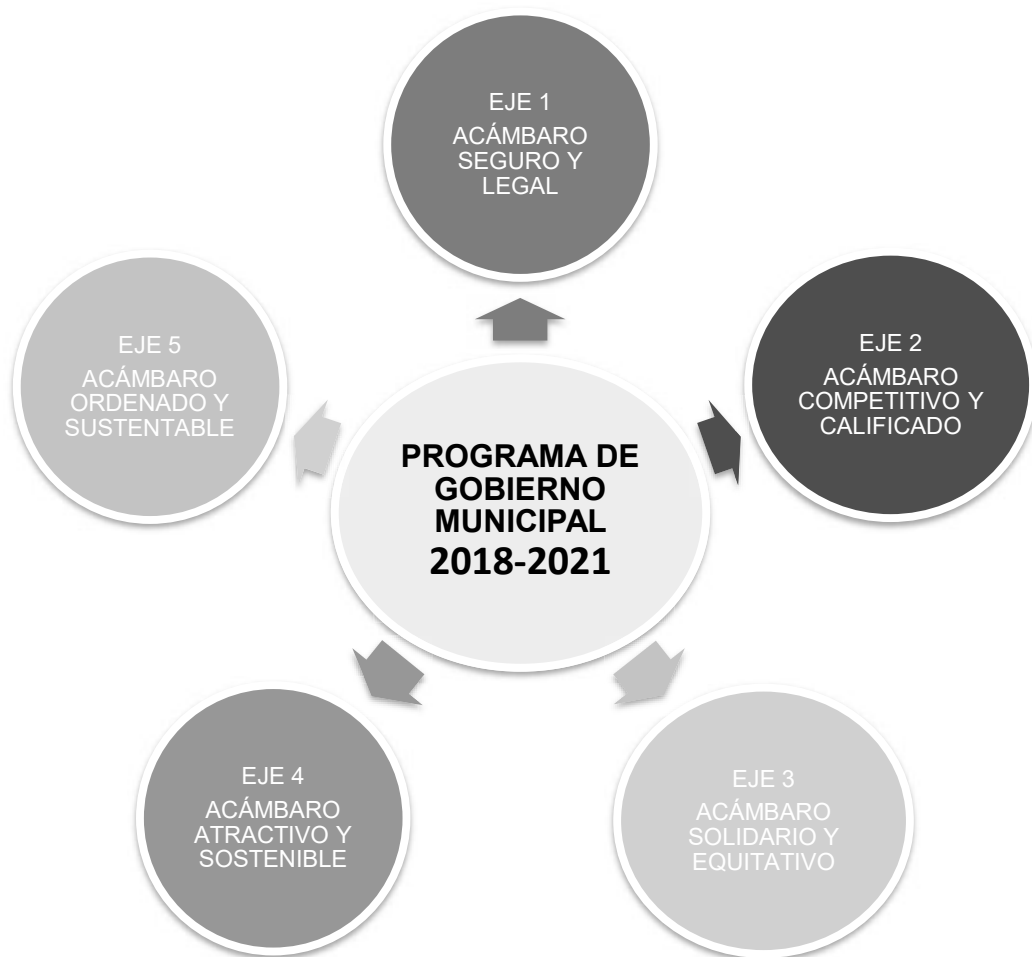 EJE 1
ACÁMBARO
SEGURO Y
LEGAL
EJE 2
ACÁMBARO
COMPETITIVO Y
CALIFICADO
EJE 3
ACÁMBARO
SOLIDARIO Y
EQUITATIVO
EJE 4
ACÁMBARO
ATRACTIVO Y
SOSTENIBLE
EJE 5
ACÁMBARO
ORDENADO Y
SUSTENTABLE
PROGRAMA DE
GOBIERNO
MUNICIPAL
2018-2021